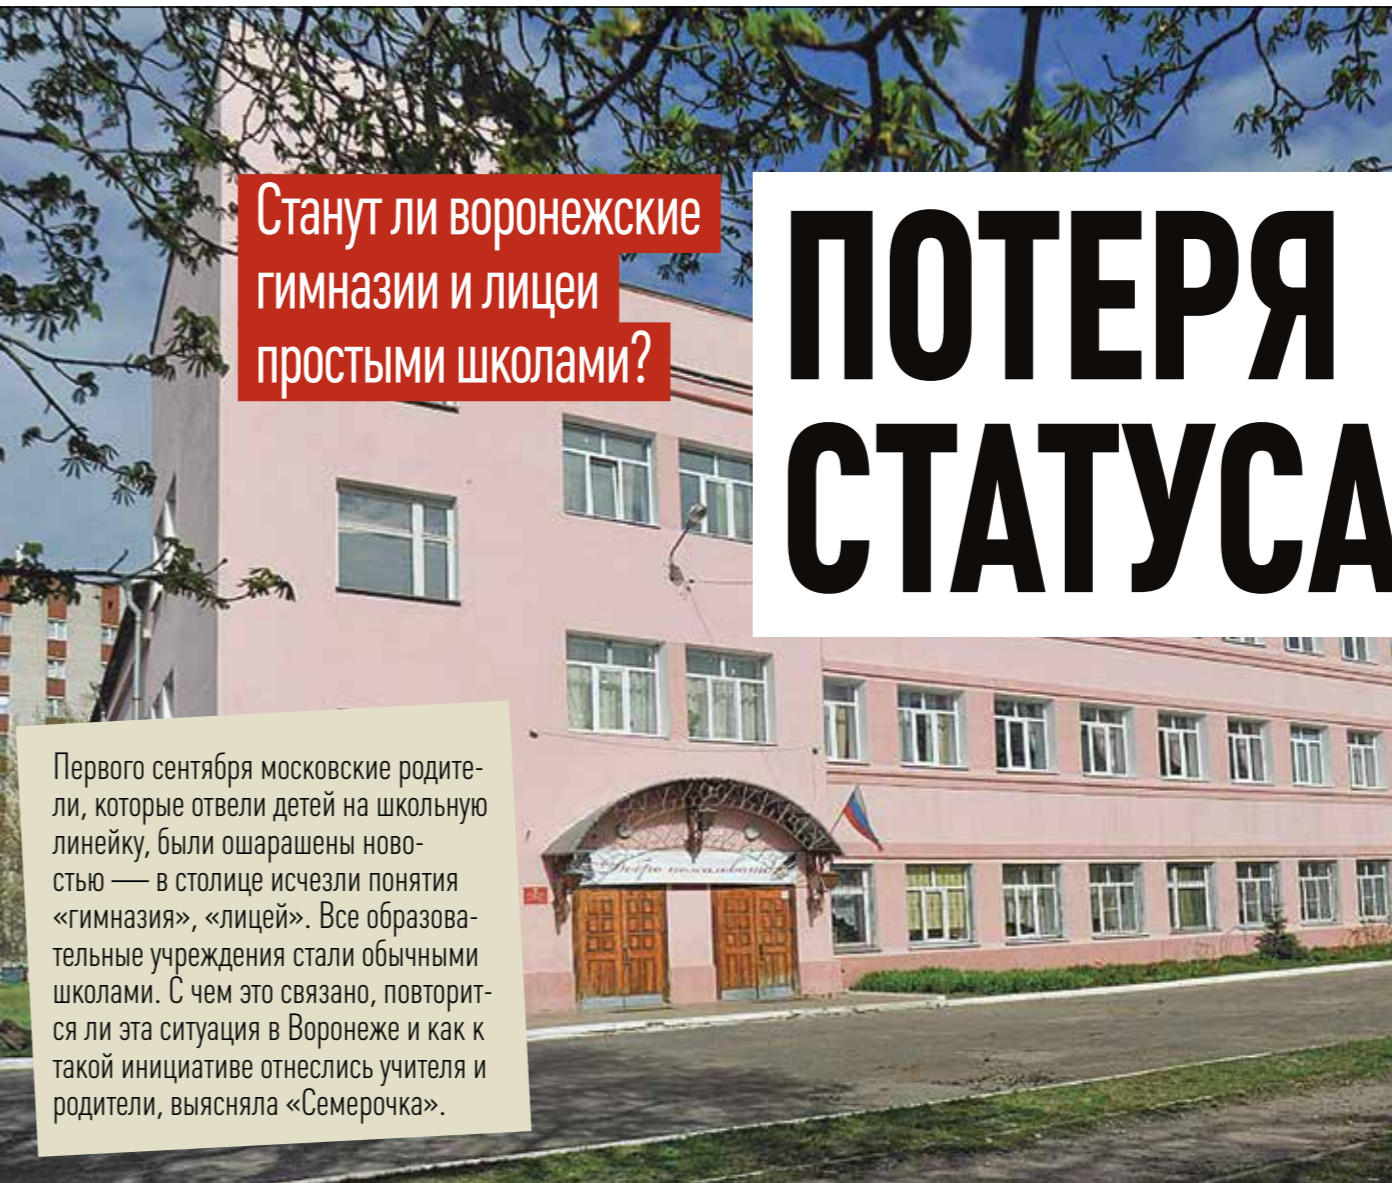 Станут ли воронежские
гимназии и лицеи
простыми школами?
ПОТЕРЯ
СТАТУСА
Первого сентября московские родите-
ли, которые отвели детей на школьную
линейку, были ошарашены ново-
стью — в столице исчезли понятия
«гимназия», «лицей». Все образова-
тельные учреждения стали обычными
школами. С чем это связано, повторит-
ся ли эта ситуация в Воронеже и как к
такой инициативе отнеслись учителя и
родители, выясняла «Семерочка».
Добро пожаловать